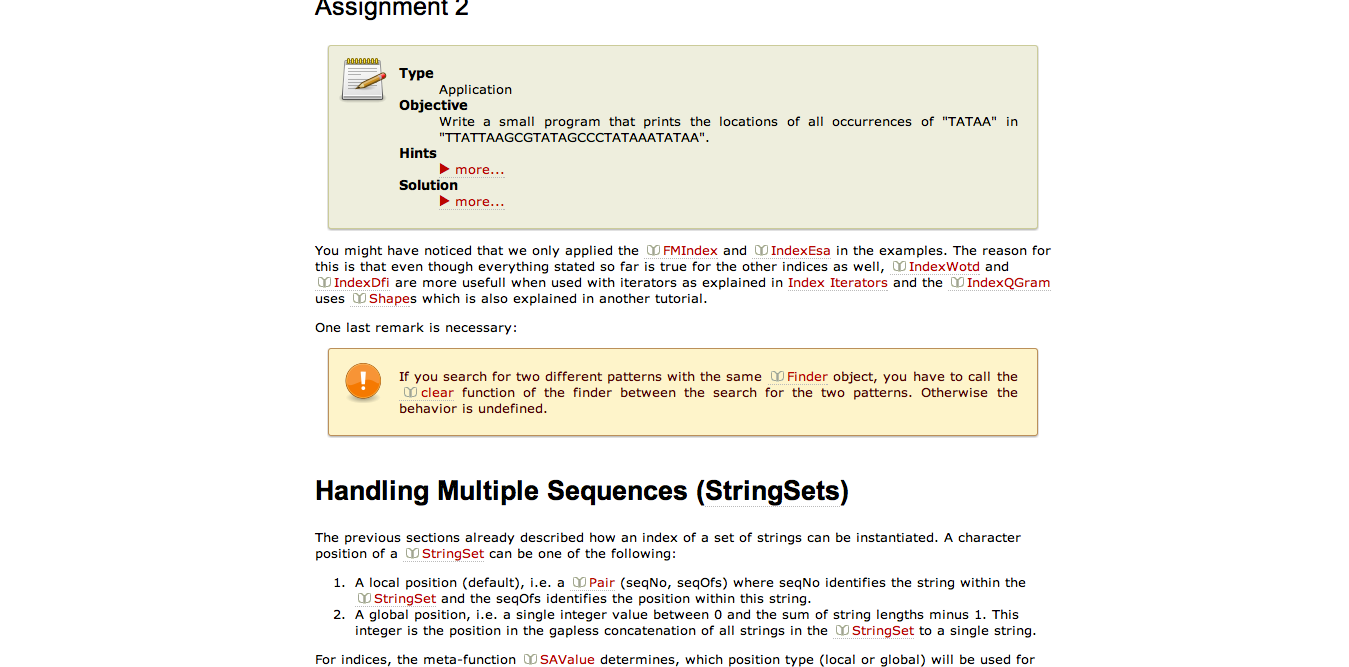 Assignment 2
Type
Application
Objective
Write a small program that prints the locations of all occurrences of "TATAA" in
"TTATTAAGCGTATAGCCCTATAAATATAA".
Hints
more...
Solution
more...
You might have noticed that we only applied the FMIndex and IndexEsa in the examples. The reason for
this is that even though everything stated so far is true for the other indices as well, IndexWotd and
IndexDfi are more usefull when used with iterators as explained in Index Iterators and the IndexQGram
uses Shapes which is also explained in another tutorial.
One last remark is necessary:
If you search for two different patterns with the same Finder object, you have to call the
clear function of the finder between the search for the two patterns. Otherwise the
behavior is undefined.
Handling Multiple Sequences (StringSets)
The previous sections already described how an index of a set of strings can be instantiated. A character
position of a StringSet can be one of the following:
1. A local position (default), i.e. a Pair (seqNo, seqOfs) where seqNo identifies the string within the
StringSet and the seqOfs identifies the position within this string.
2. A global position, i.e. a single integer value between 0 and the sum of string lengths minus 1. This
integer is the position in the gapless concatenation of all strings in the StringSet to a single string.
For indices, the meta-function SAValue determines, which position type (local or global) will be used for